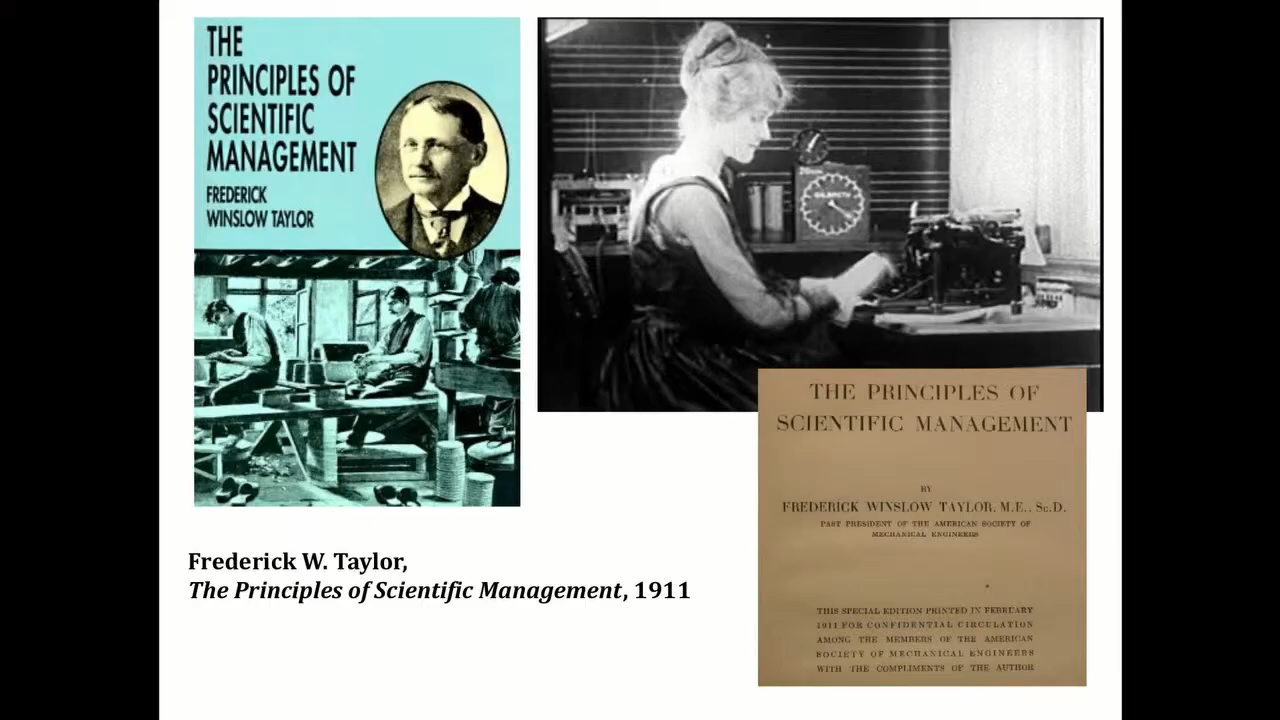 THE
PRINCIPLES OF
SCIENTIFIC
MANAGEMENT
FREDERICK
WINSLOW TAYLOR
GILBRETH
THE PRINCIPLES OF
SCIENTIFIC MANAGEMENT
BY
FREDERICK WINSLOW TAYLOR, M.E., Sc.D.
PAST PRESIDENT OF THE AMERICAN SOCIETY OF
MECHANICAL ENGINEERS
THIS SPECIAL EDITION PRINTED IN FEBRUARY
1911 FOR CONFIDENTIAL CIRCULATION
AMONG THE MEMBERS OF THE AMERICAN
SOCIETY OF MECHANICAL ENGINEERS
WITH THE COMPLIMENTS OF THE AUTHOR
Frederick W. Taylor,
The Principles of Scientific Management, 1911